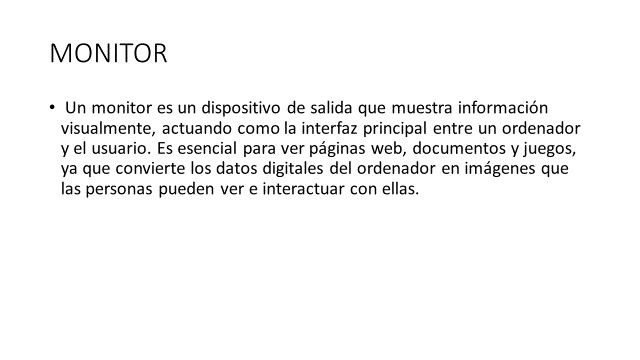 MONITOR
• Un monitor es un dispositivo de salida que muestra información
visualmente, actuando como la interfaz principal entre un ordenador
y el usuario. Es esencial para ver páginas web, documentos y juegos,
ya que convierte los datos digitales del ordenador en imágenes que
las personas pueden ver e interactuar con ellas.